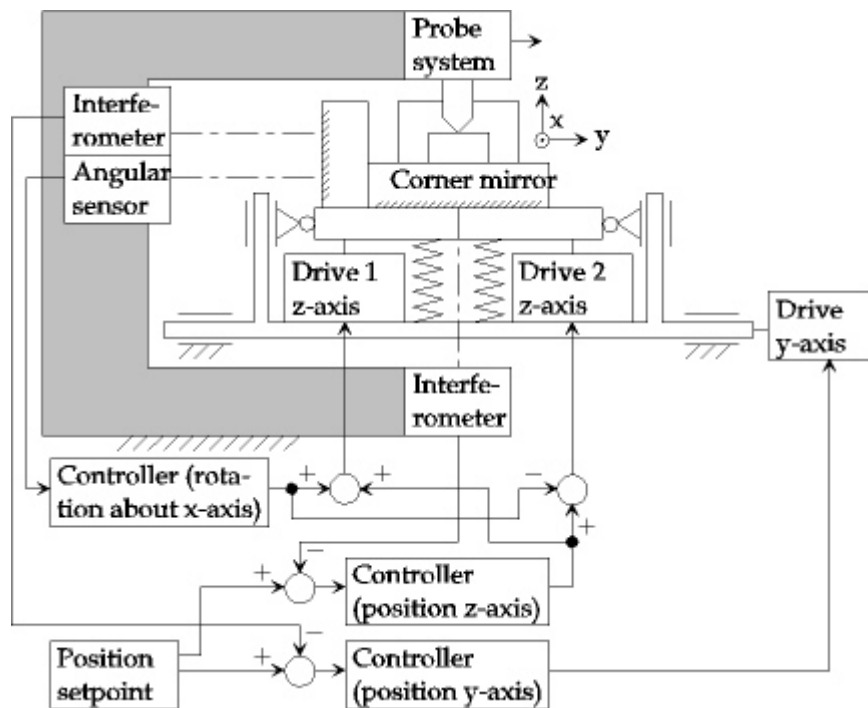 Probe
system
z
x
y
Interfe-
rometer
Angular
sensor
Corner mirror
Drive 1
z-axis
Drive 2
z-axis
Drive
y-axis
Interfe-
rometer
Controller (rota-
tion about x-axis)
+
+
−
+
−
+
Controller
(position z-axis)
−
+
Position
setpoint
Controller
(position y-axis)